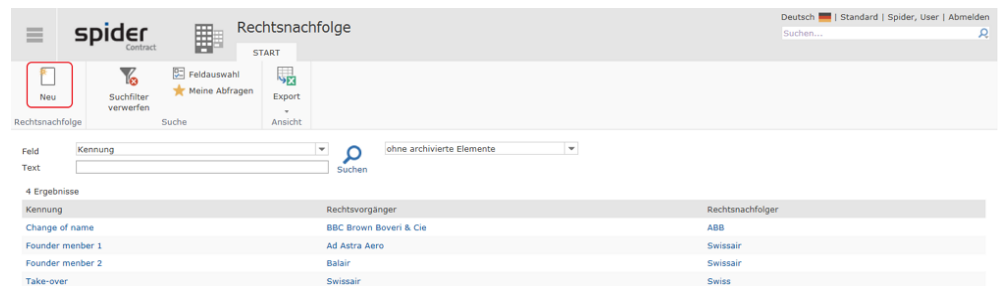 Deutsch | Standard | Spider, User | Abmelden
Suchen...
spider
Contract
Rechtsnachfolge
START
Neu
Suchfilter
verwerfen
Feldauswahl
Meine Abfragen
Export
Rechtsnachfolge
Suche
Ansicht
Feld
Kennung
ohne archivierte Elemente
Text
Suchen
4 Ergebnisse
Kennung Rechtsvorgänger Rechtsnachfolger
Change of name BBC Brown Boveri & Cie ABB
Founder menber 1 Ad Astra Aero Swissair
Founder menber 2 Balair Swissair
Take-over Swissair Swiss